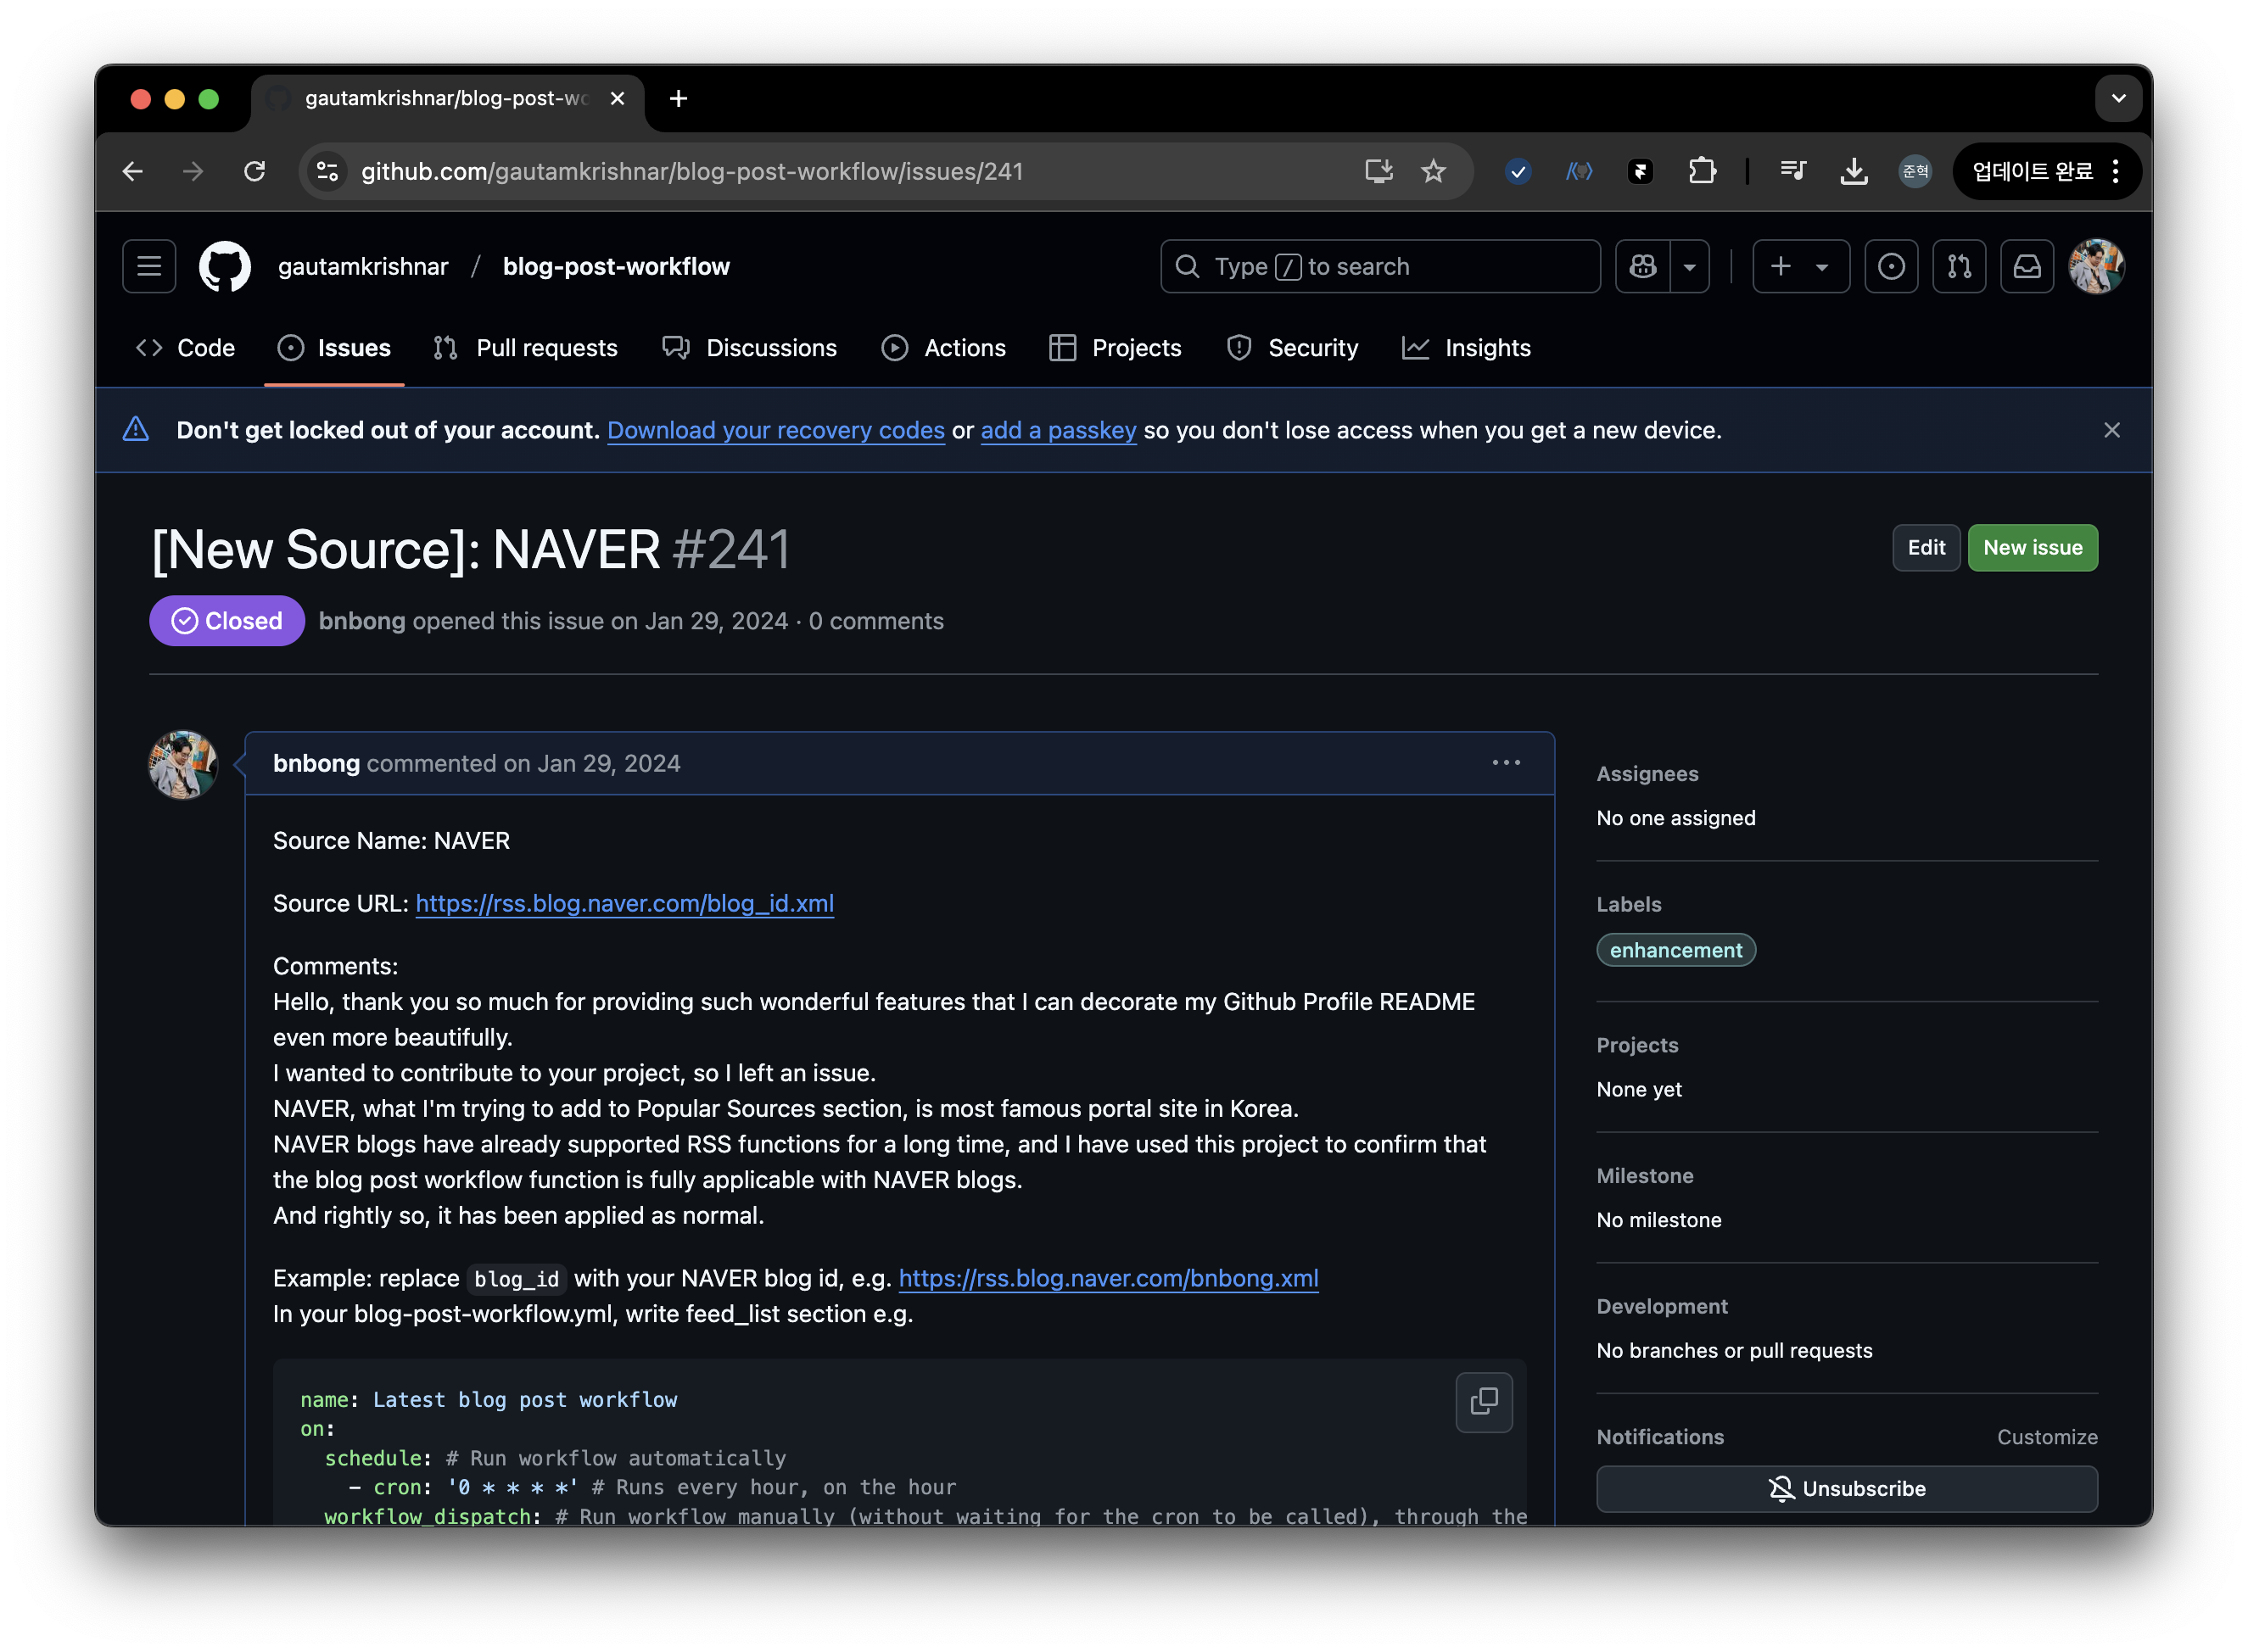 gautamkrishnar/blog-post-wo
github.com/gautamkrishnar/blog-post-workflow/issues/241
준혁
업데이트 완료
gautamkrishnar / blog-post-workflow
Type / to search
Code
Issues
Pull requests
Discussions
Actions
Projects
Security
Insights
Don't get locked out of your account. Download your recovery codes or add a passkey so you don't lose access when you get a new device.
[New Source]: NAVER #241
Edit
New issue
Closed
bnbong opened this issue on Jan 29, 2024 · 0 comments
bnbong commented on Jan 29, 2024
Source Name: NAVER
Source URL: https://rss.blog.naver.com/blog_id.xml
Comments:
Hello, thank you so much for providing such wonderful features that I can decorate my Github Profile README
even more beautifully.
I wanted to contribute to your project, so I left an issue.
NAVER, what I'm trying to add to Popular Sources section, is most famous portal site in Korea.
NAVER blogs have already supported RSS functions for a long time, and I have used this project to confirm that
the blog post workflow function is fully applicable with NAVER blogs.
And rightly so, it has been applied as normal.
Example: replace blog_id with your NAVER blog id, e.g. https://rss.blog.naver.com/bnbong.xml
In your blog-post-workflow.yml, write feed_list section e.g.
name: Latest blog post workflow
on:
  schedule: # Run workflow automatically
    - cron: '0 * * * *' # Runs every hour, on the hour
  workflow_dispatch: # Run workflow manually (without waiting for the cron to be called), through the
Assignees
No one assigned
Labels
enhancement
Projects
None yet
Milestone
No milestone
Development
No branches or pull requests
Notifications
Customize
Unsubscribe